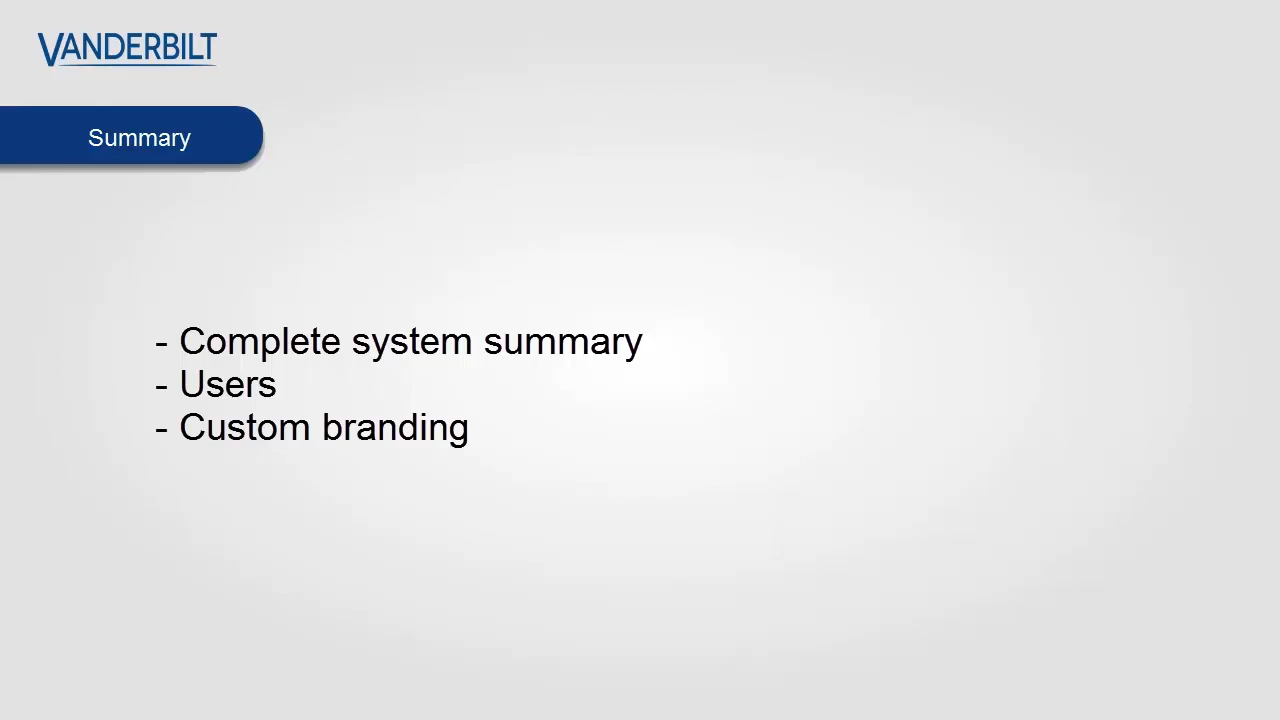 VANDERBILT
Summary
- Complete system summary
- Users
- Custom branding